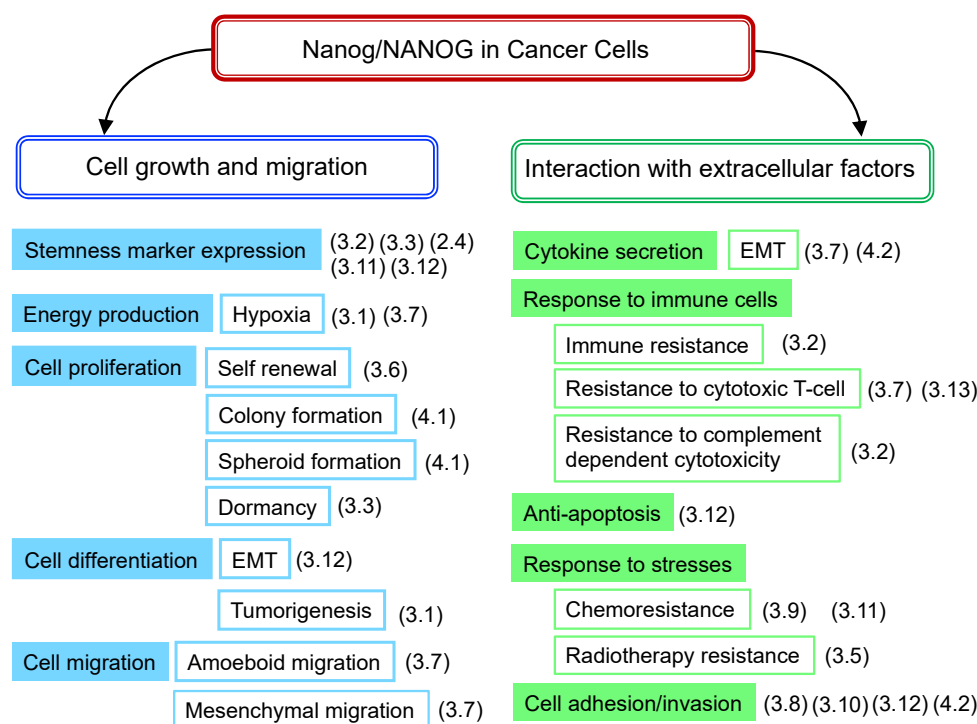 Nanog/NANOG in Cancer Cells
Cell growth and migration
Stemness marker expression (3.2) (3.3) (2.4)
(3.11) (3.12)
Energy production Hypoxia (3.1) (3.7)
Cell proliferation Self renewal (3.6)
Colony formation (4.1)
Spheroid formation (4.1)
Dormancy (3.3)
Cell differentiation EMT (3.12)
Tumorigenesis (3.1)
Cell migration Amoeboid migration (3.7)
Mesenchymal migration (3.7)
Interaction with extracellular factors
Cytokine secretion EMT (3.7) (4.2)
Response to immune cells
Immune resistance (3.2)
Resistance to cytotoxic T-cell (3.7) (3.13)
Resistance to complement
dependent cytotoxicity (3.2)
Anti-apoptosis (3.12)
Response to stresses
Chemoresistance (3.9) (3.11)
Radiotherapy resistance (3.5)
Cell adhesion/invasion (3.8) (3.10) (3.12) (4.2)